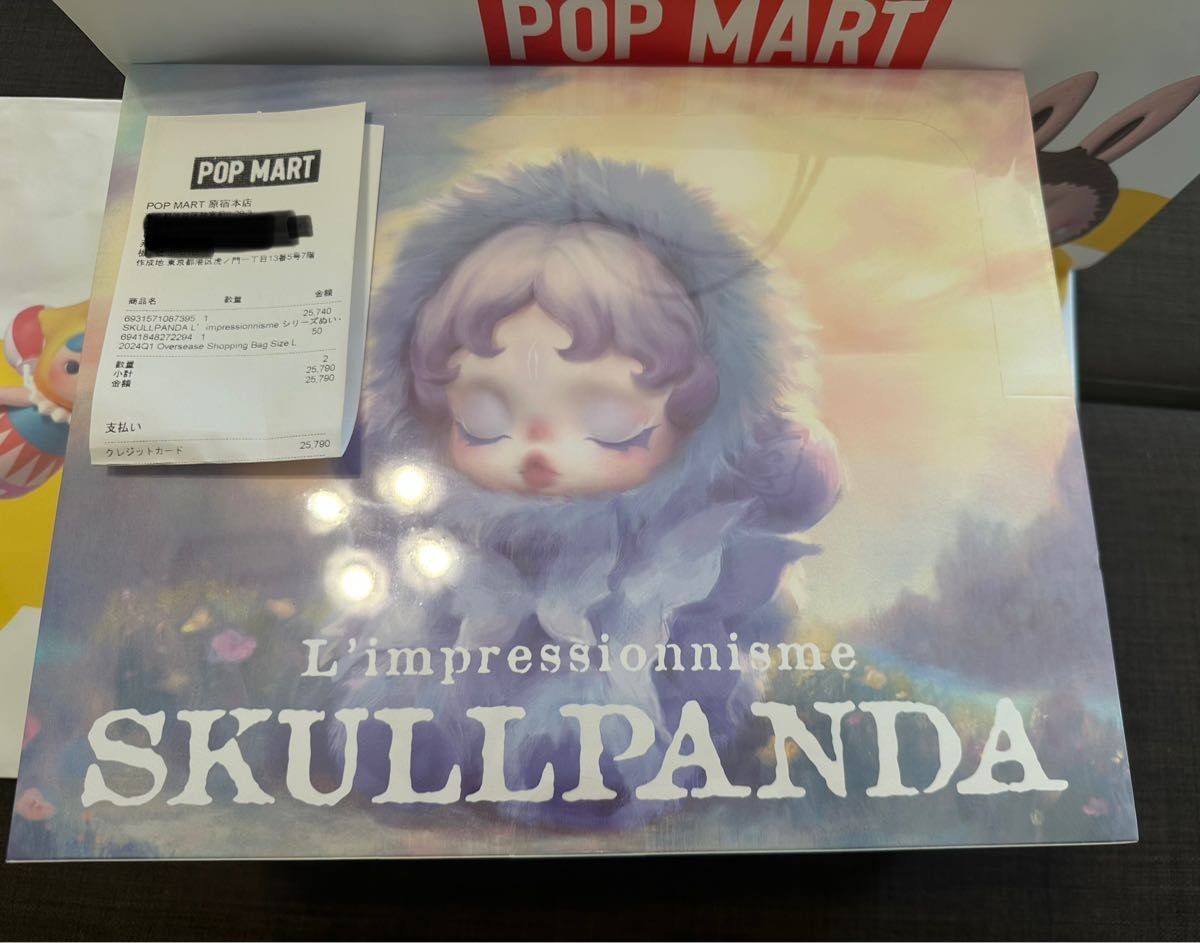 POP MART
POP MART
POP MART 原宿本店
作成地 東京都港区虎ノ門一丁目13番5号7階
商品名 数量 金額
6931571087395 1 25,740
SKULLPANDA L' impressionnisme シリーズぬい.
6941848272294 1 50
2024Q1 Oversease Shopping Bag Size L
数量 2
小計 25,790
金額 25,790
支払い
クレジットカード 25,790
L'impressionnisme
SKULLPANDA